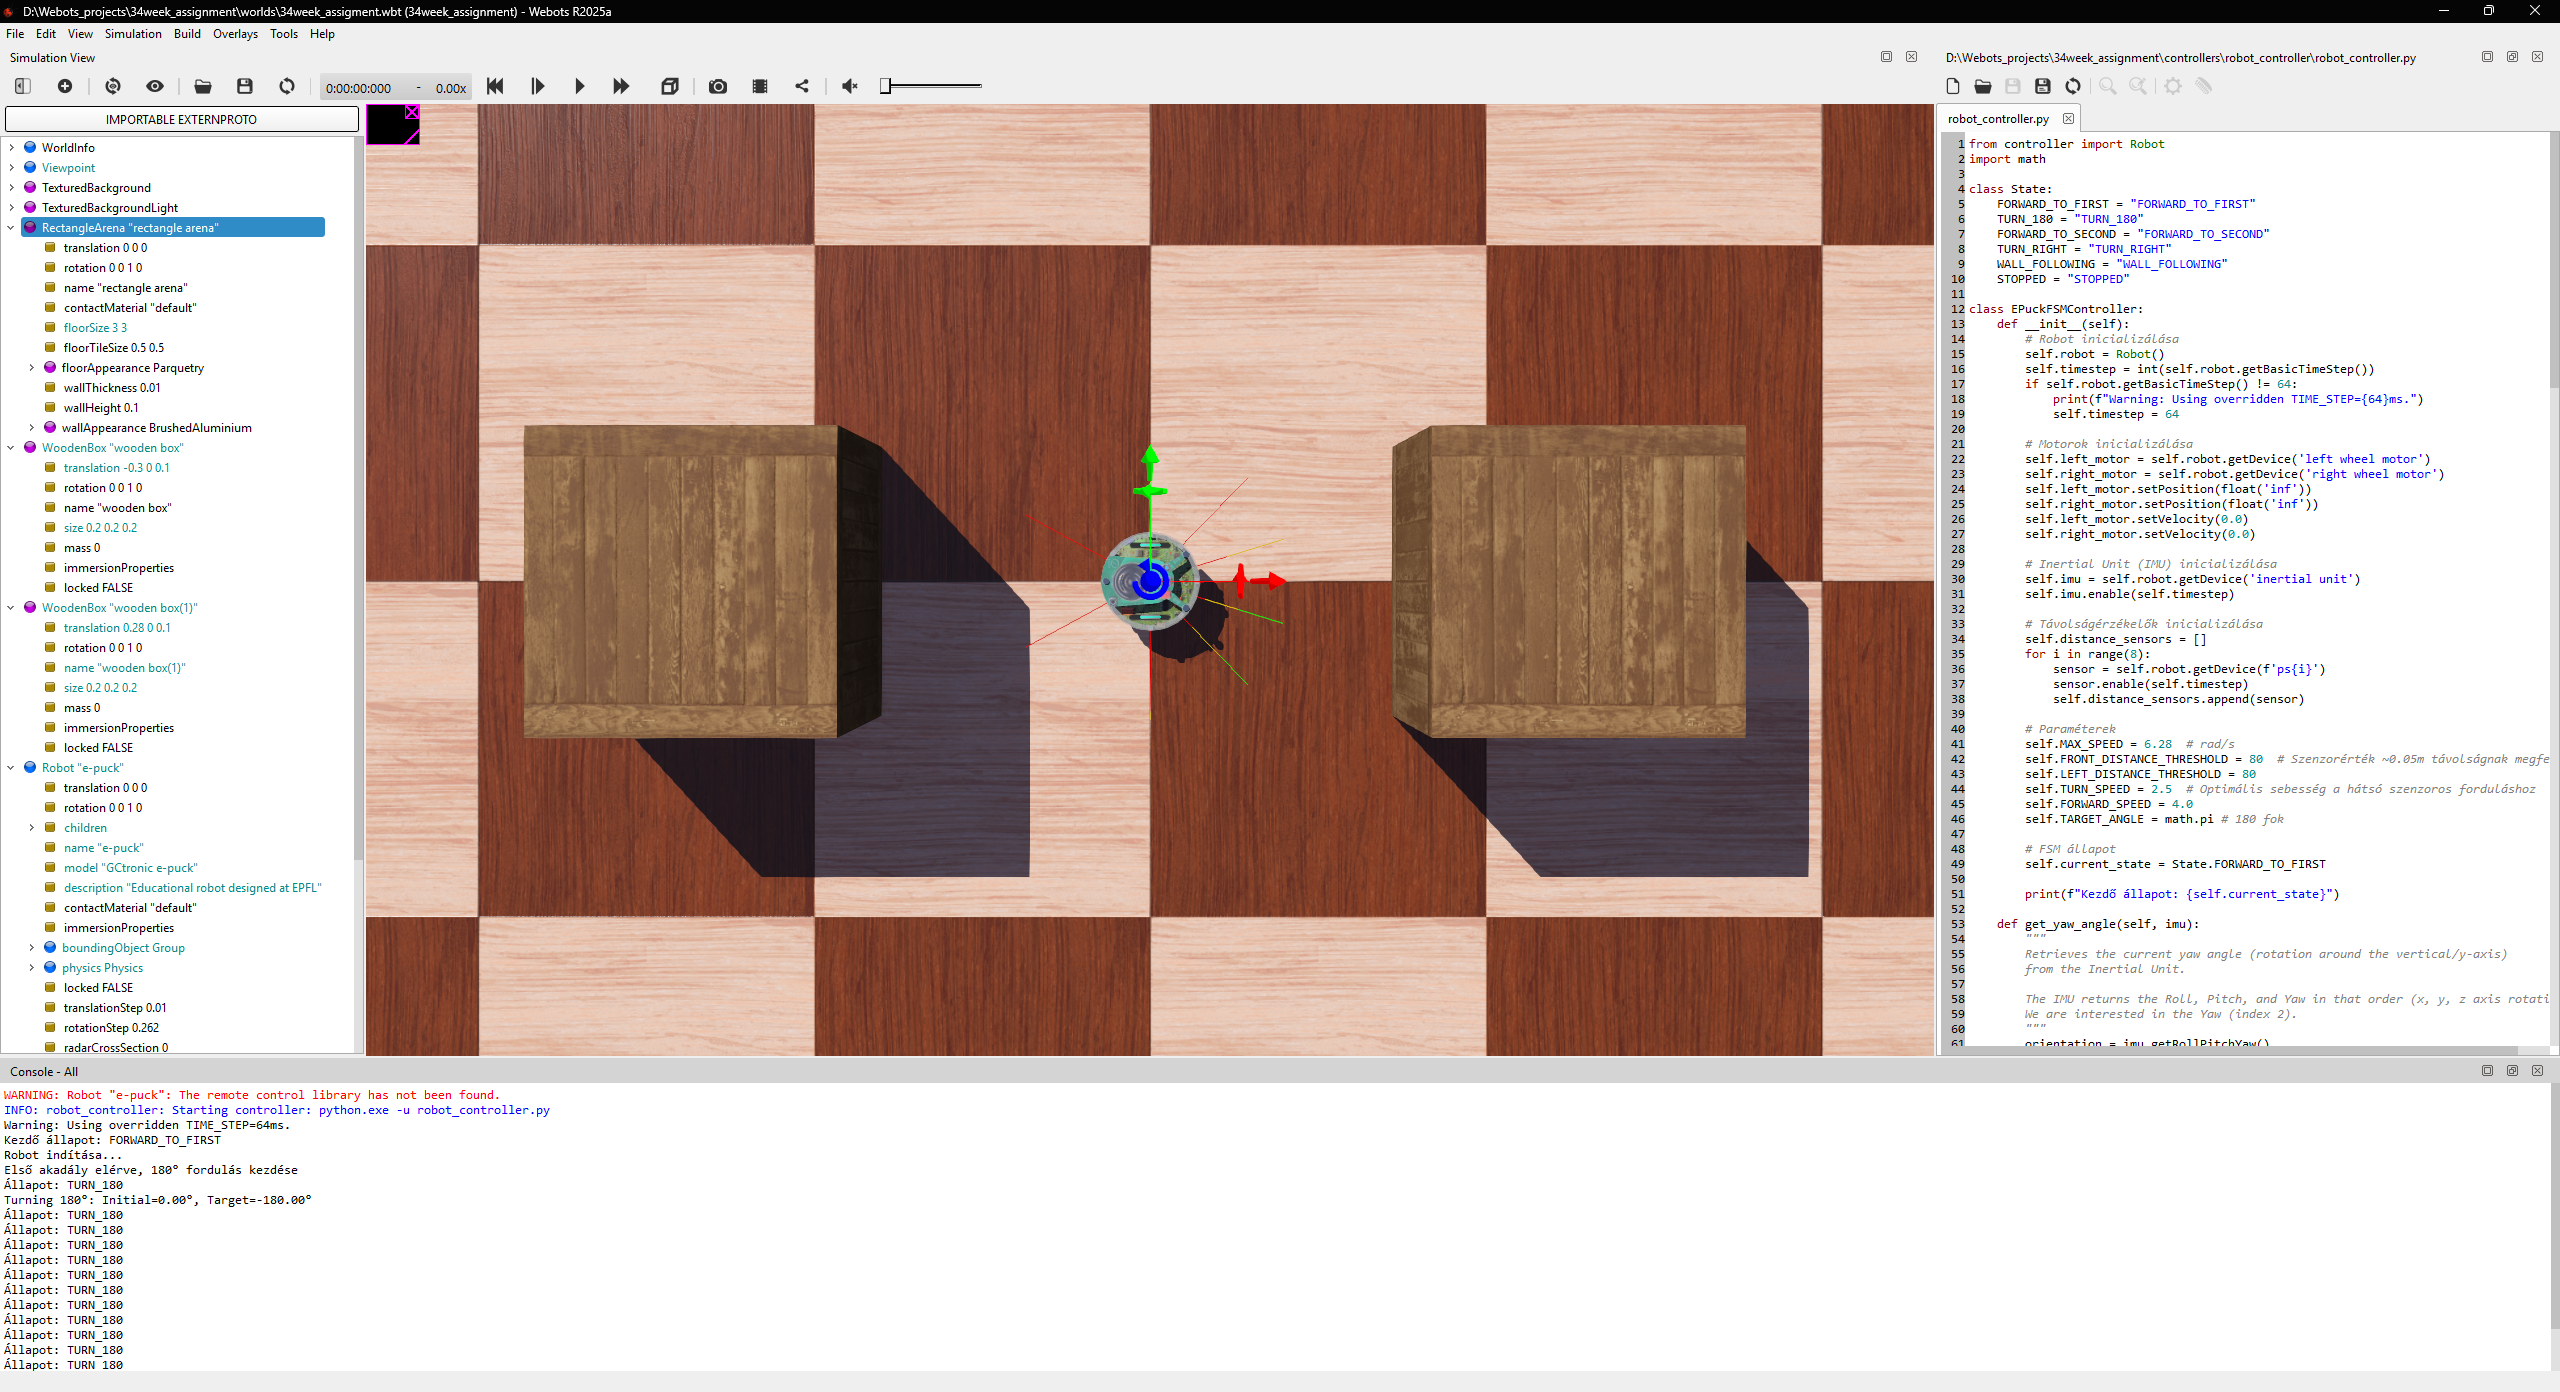 D:\Webots_projects\34week_assignment\worlds\34week_assigment.wbt (34week_assignment) - Webots R2025a
File Edit View Simulation Build Overlays Tools Help
Simulation View
0:00:00:000 - 0.00x
IMPORTABLE EXTERNPROTO
WorldInfo
Viewpoint
TexturedBackground
TexturedBackgroundLight
RectangleArena "rectangle arena"
translation 0 0 0
rotation 0 0 1 0
name "rectangle arena"
contactMaterial "default"
floorSize 3 3
floorTileSize 0.5 0.5
floorAppearance Parquetry
wallThickness 0.01
wallHeight 0.1
wallAppearance BrushedAluminium
WoodenBox "wooden box"
translation -0.3 0 0.1
rotation 0 0 1 0
name "wooden box"
size 0.2 0.2 0.2
mass 0
immersionProperties
locked FALSE
WoodenBox "wooden box(1)"
translation 0.28 0 0.1
rotation 0 0 1 0
name "wooden box(1)"
size 0.2 0.2 0.2
mass 0
immersionProperties
locked FALSE
Robot "e-puck"
translation 0 0 0
rotation 0 0 1 0
children
name "e-puck"
model "GCtronic e-puck"
description "Educational robot designed at EPFL"
contactMaterial "default"
immersionProperties
boundingObject Group
physics Physics
locked FALSE
translationStep 0.01
rotationStep 0.262
radarCrossSection 0
D:\Webots_projects\34week_assignment\controllers\robot_controller\robot_controller.py
robot_controller.py
1 from controller import Robot
2 import math
3
4 class State:
5 FORWARD_TO_FIRST = "FORWARD_TO_FIRST"
6 TURN_180 = "TURN_180"
7 FORWARD_TO_SECOND = "FORWARD_TO_SECOND"
8 TURN_RIGHT = "TURN_RIGHT"
9 WALL_FOLLOWING = "WALL_FOLLOWING"
10 STOPPED = "STOPPED"
11
12 class EPuckFSMController:
13 def __init__(self):
14 # Robot inicializálása
15 self.robot = Robot()
16 self.timestep = int(self.robot.getBasicTimeStep())
17 if self.robot.getBasicTimeStep() != 64:
18 print(f"Warning: Using overridden TIME_STEP={64}ms.")
19 self.timestep = 64
20
21 # Motorok inicializálása
22 self.left_motor = self.robot.getDevice('left wheel motor')
23 self.right_motor = self.robot.getDevice('right wheel motor')
24 self.left_motor.setPosition(float('inf'))
25 self.right_motor.setPosition(float('inf'))
26 self.left_motor.setVelocity(0.0)
27 self.right_motor.setVelocity(0.0)
28
29 # Inertial Unit (IMU) inicializálása
30 self.imu = self.robot.getDevice('inertial unit')
31 self.imu.enable(self.timestep)
32
33 # Távolságérzékelők inicializálása
34 self.distance_sensors = []
35 for i in range(8):
36 sensor = self.robot.getDevice(f'ps{i}')
37 sensor.enable(self.timestep)
38 self.distance_sensors.append(sensor)
39
40 # Paraméterek
41 self.MAX_SPEED = 6.28 # rad/s
42 self.FRONT_DISTANCE_THRESHOLD = 80 # Szenzorérték ~0.05m távolságnak megfe
43 self.LEFT_DISTANCE_THRESHOLD = 80
44 self.TURN_SPEED = 2.5 # Optimális sebesség a hátsó szenzoros forduláshoz
45 self.FORWARD_SPEED = 4.0
46 self.TARGET_ANGLE = math.pi # 180 fok
47
48 # FSM állapot
49 self.current_state = State.FORWARD_TO_FIRST
50
51 print(f"Kezdő állapot: {self.current_state}")
52
53 def get_yaw_angle(self, imu):
54 """
55 Retrieves the current yaw angle (rotation around the vertical/y-axis)
56 from the Inertial Unit.
57
58 The IMU returns the Roll, Pitch, and Yaw in that order (x, y, z axis rotati
59 We are interested in the Yaw (index 2).
60 """
61 orientation = imu.getRollPitchYaw()
Console - All
WARNING: Robot "e-puck": The remote control library has not been found.
INFO: robot_controller: Starting controller: python.exe -u robot_controller.py
Warning: Using overridden TIME_STEP=64ms.
Kezdő állapot: FORWARD_TO_FIRST
Robot indítása...
Első akadály elérve, 180° fordulás kezdése
Állapot: TURN_180
Turning 180°: Initial=0.00°, Target=-180.00°
Állapot: TURN_180
Állapot: TURN_180
Állapot: TURN_180
Állapot: TURN_180
Állapot: TURN_180
Állapot: TURN_180
Állapot: TURN_180
Állapot: TURN_180
Állapot: TURN_180
Állapot: TURN_180
Állapot: TURN_180